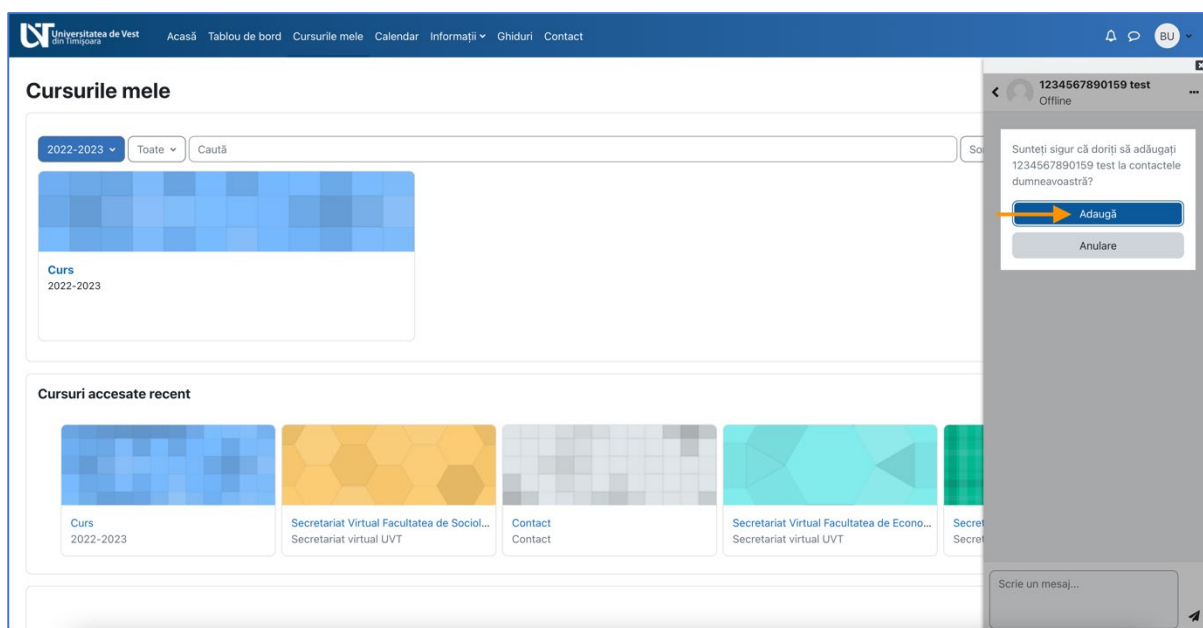 Universitatea de Vest
din Timișoara
Acasă Tablou de bord Cursurile mele Calendar Informații Ghiduri Contact
BU
Cursurile mele
1234567890159 test
Offline
2022-2023 Toate Caută
Sunteți sigur că doriți să adăugați
1234567890159 test la contactele
dumneavoastră?
Adaugă
Anulare
Curs
2022-2023
Cursuri accesate recent
Curs
2022-2023
Secretariat Virtual Facultatea de Sociol...
Secretariat virtual UVT
Contact
Contact
Secretariat Virtual Facultatea de Econo...
Secretariat virtual UVT
Scrie un mesaj...